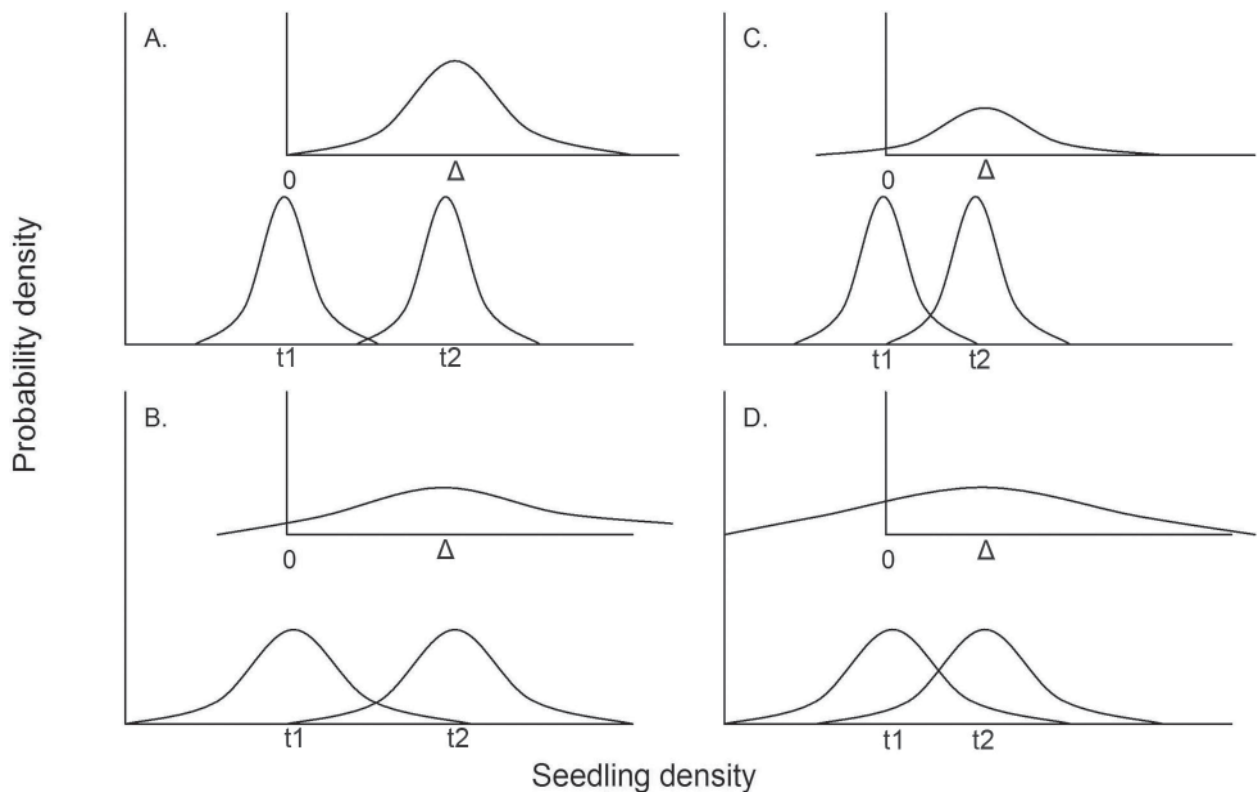 Probability density
A.
0
Δ
t1
t2
C.
0
Δ
t1
t2
B.
0
Δ
t1
t2
D.
0
Δ
t1
t2
Seedling density